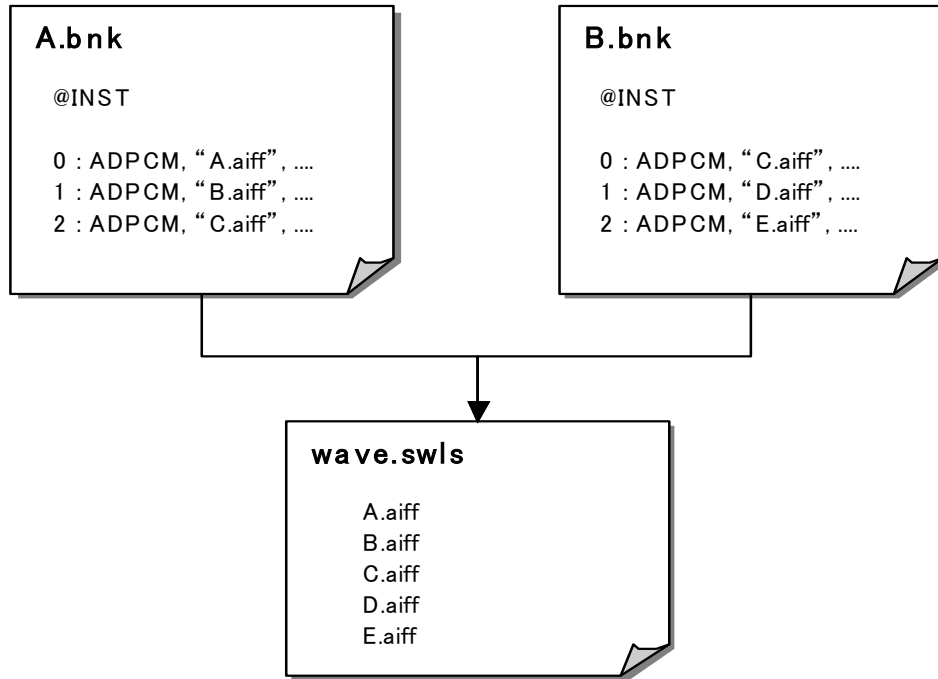 A.bnk
@INST
0 : ADPCM, “A.aiff”, ....
1 : ADPCM, “B.aiff”, ....
2 : ADPCM, “C.aiff”, ....
B.bnk
@INST
0 : ADPCM, “C.aiff”, ....
1 : ADPCM, “D.aiff”, ....
2 : ADPCM, “E.aiff”, ....
wave.swls
A.aiff
B.aiff
C.aiff
D.aiff
E.aiff